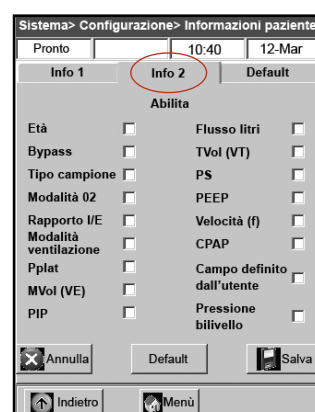 Sistema> Configurazione> Informazioni paziente
Pronto 10:40 12-Mar
Info 1 Info 2 Default
Abilita
Età
Bypass
Tipo campione
Modalità 02
Rapporto I/E
Modalità
ventilazione
Pplat
MVol (VE)
PIP
Flusso litri
TVol (VT)
PS
PEEP
Velocità (f)
CPAP
Campo definito
dall'utente
Pressione
bilivello
Annulla Default Salva
Indietro Menù